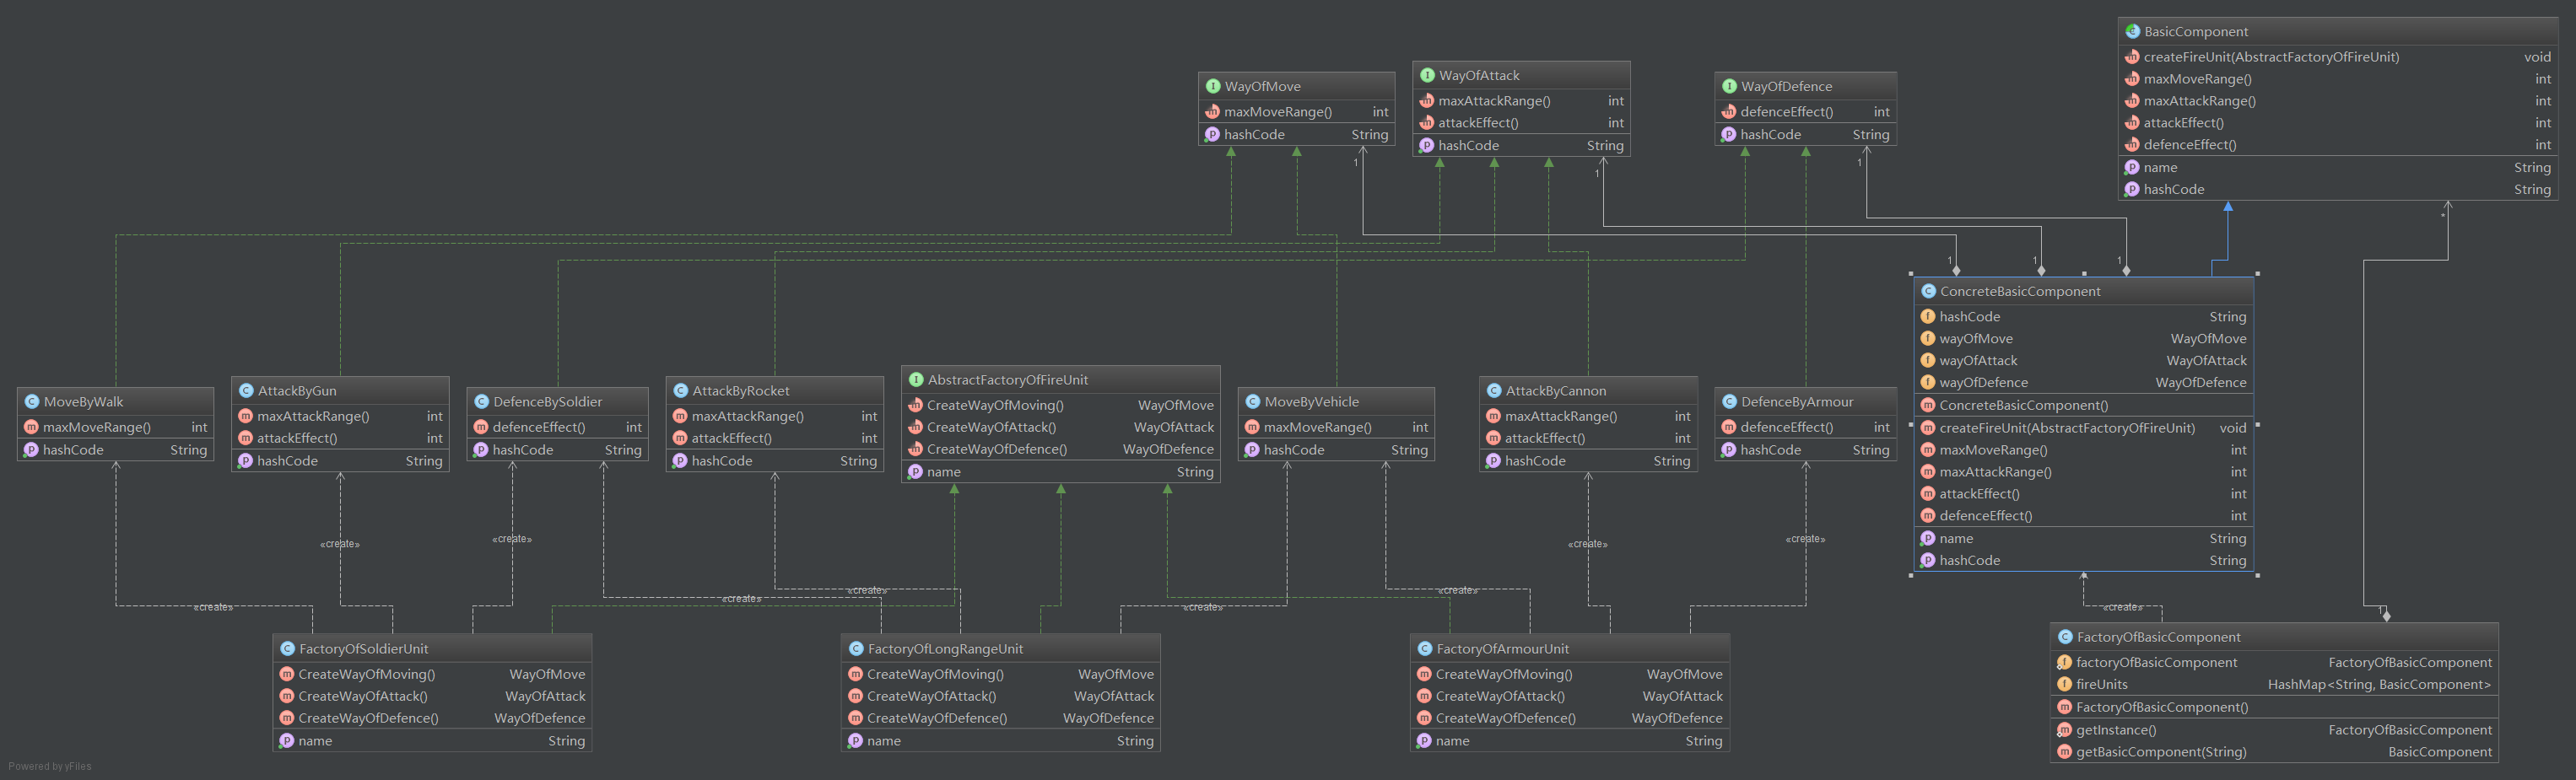 BasicComponent
createFireUnit(AbstractFactoryOfFireUnit) void
maxMoveRange() int
maxAttackRange() int
attackEffect() int
defenceEffect() int
name String
hashCode String
WayOfMove
maxMoveRange() int
hashCode String
WayOfAttack
maxAttackRange() int
attackEffect() int
hashCode String
WayOfDefence
defenceEffect() int
hashCode String
1
1
1
*
1
1
1
ConcreteBasicComponent
hashCode String
wayOfMove WayOfMove
wayOfAttack WayOfAttack
wayOfDefence WayOfDefence
ConcreteBasicComponent()
createFireUnit(AbstractFactoryOfFireUnit) void
maxMoveRange() int
maxAttackRange() int
attackEffect() int
defenceEffect() int
name String
hashCode String
MoveByWalk
maxMoveRange() int
hashCode String
AttackByGun
maxAttackRange() int
attackEffect() int
hashCode String
DefenceBySoldier
defenceEffect() int
hashCode String
AttackByRocket
maxAttackRange() int
attackEffect() int
hashCode String
AbstractFactoryOfFireUnit
CreateWayOfMoving() WayOfMove
CreateWayOfAttack() WayOfAttack
CreateWayOfDefence() WayOfDefence
name String
MoveByVehicle
maxMoveRange() int
hashCode String
AttackByCannon
maxAttackRange() int
attackEffect() int
hashCode String
DefenceByArmour
defenceEffect() int
hashCode String
«create»
«create»
«create»
«create»
«create»
«create»
«create»
«create»
«create»
«create»
1
FactoryOfSoldierUnit
CreateWayOfMoving() WayOfMove
CreateWayOfAttack() WayOfAttack
CreateWayOfDefence() WayOfDefence
name String
FactoryOfLongRangeUnit
CreateWayOfMoving() WayOfMove
CreateWayOfAttack() WayOfAttack
CreateWayOfDefence() WayOfDefence
name String
FactoryOfArmourUnit
CreateWayOfMoving() WayOfMove
CreateWayOfAttack() WayOfAttack
CreateWayOfDefence() WayOfDefence
name String
FactoryOfBasicComponent
factoryOfBasicComponent FactoryOfBasicComponent
fireUnits HashMap<String, BasicComponent>
FactoryOfBasicComponent()
getInstance() FactoryOfBasicComponent
getBasicComponent(String) BasicComponent
Powered by yFiles